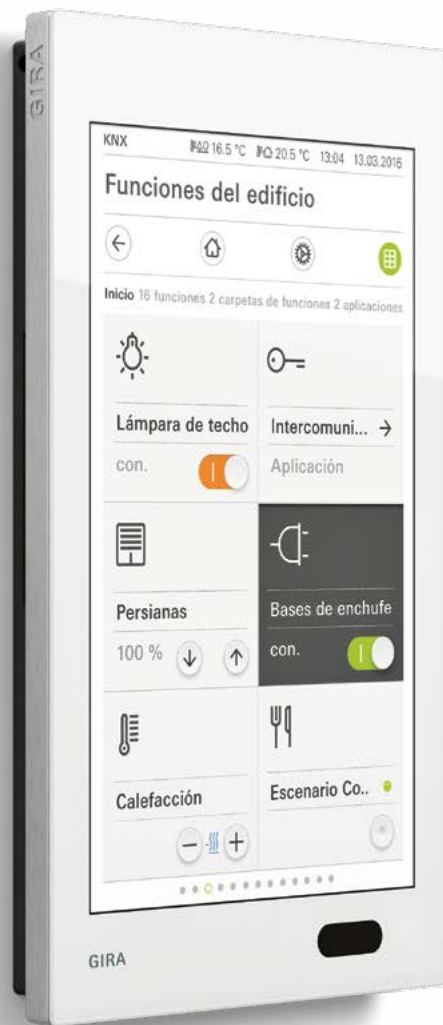 GIRA
KNX 16.5 °C 20.5 °C 13:04 13.03.2016
Funciones del edificio
Inicio 16 funciones 2 carpetas de funciones 2 aplicaciones
Lámpara de techo
con.
Intercomuni... →
Aplicación
Persianas
100 %
Bases de enchufe
con.
Calefacción
Escenario Co..
GIRA